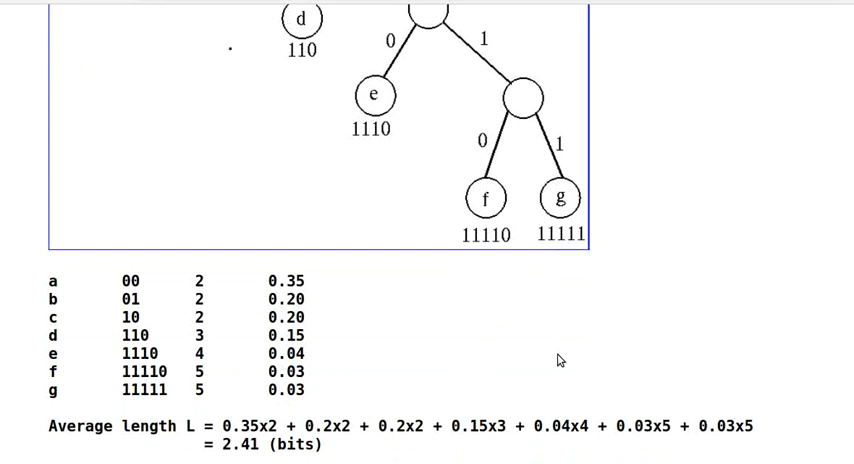 d
0 1
110
e
1110
0 1
f g
11110 11111
a 00 2 0.35
b 01 2 0.20
c 10 2 0.20
d 110 3 0.15
e 1110 4 0.04
f 11110 5 0.03
g 11111 5 0.03
Average length L = 0.35x2 + 0.2x2 + 0.2x2 + 0.15x3 + 0.04x4 + 0.03x5 + 0.03x5
= 2.41 (bits)